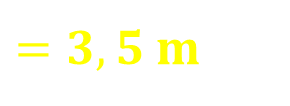 = 3, 5 m